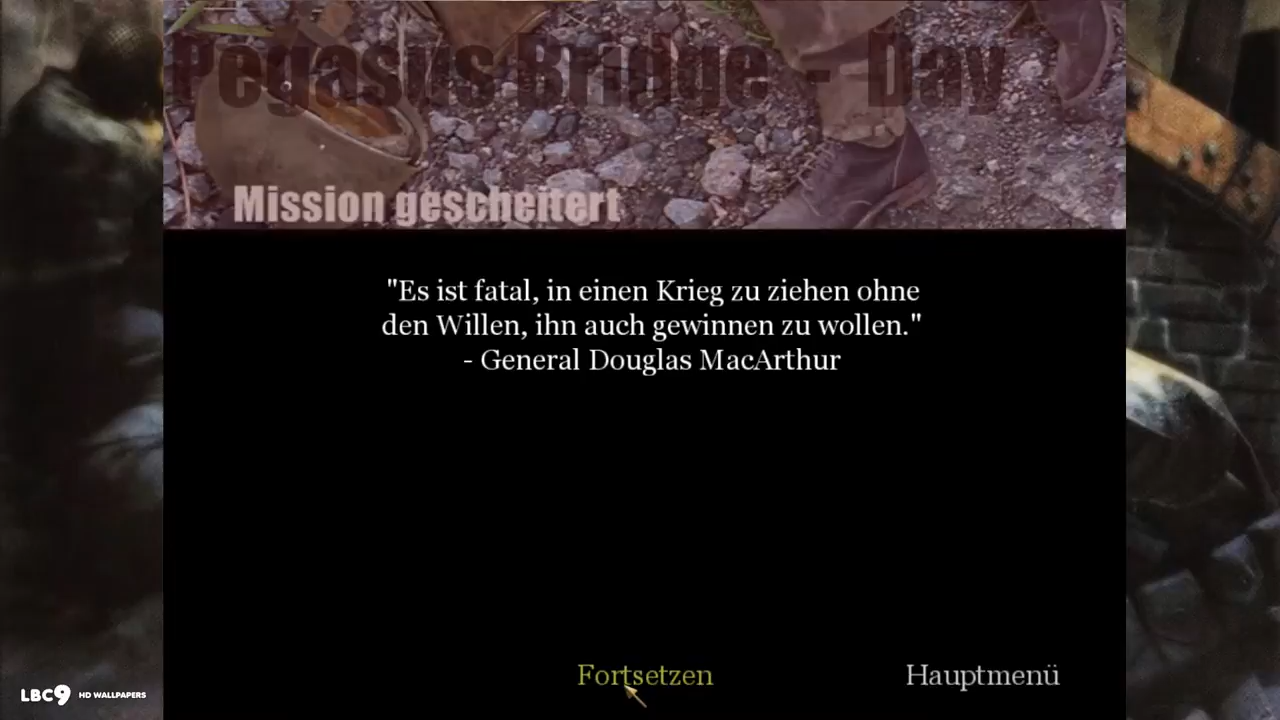 Pegasus Bridge - Day
Mission gescheitert
"Es ist fatal, in einen Krieg zu ziehen ohne
den Willen, ihn auch gewinnen zu wollen."
- General Douglas MacArthur
Fortsetzen
Hauptmenü
LBC9 HD WALLPAPERS